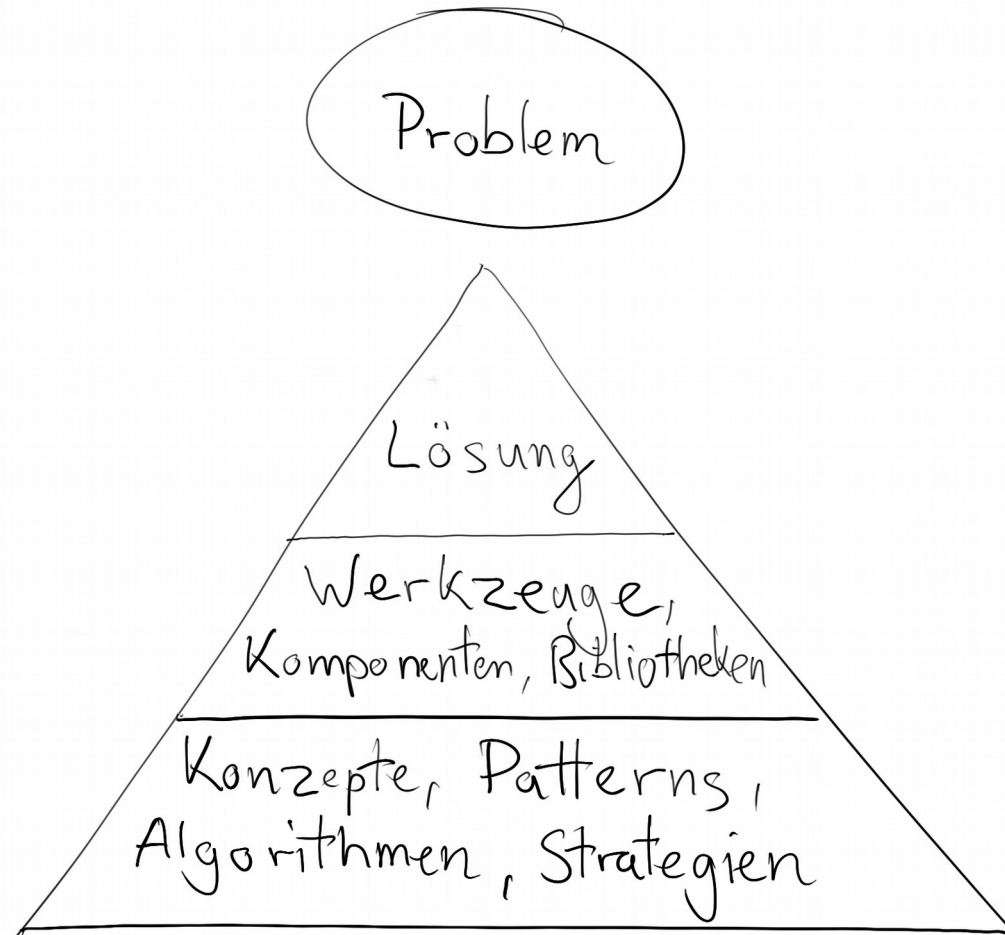 Problem
Lösung
Werkzeuge,
Komponenten, Bibliotheken
Konzepte, Patterns,
Algorithmen, Strategien